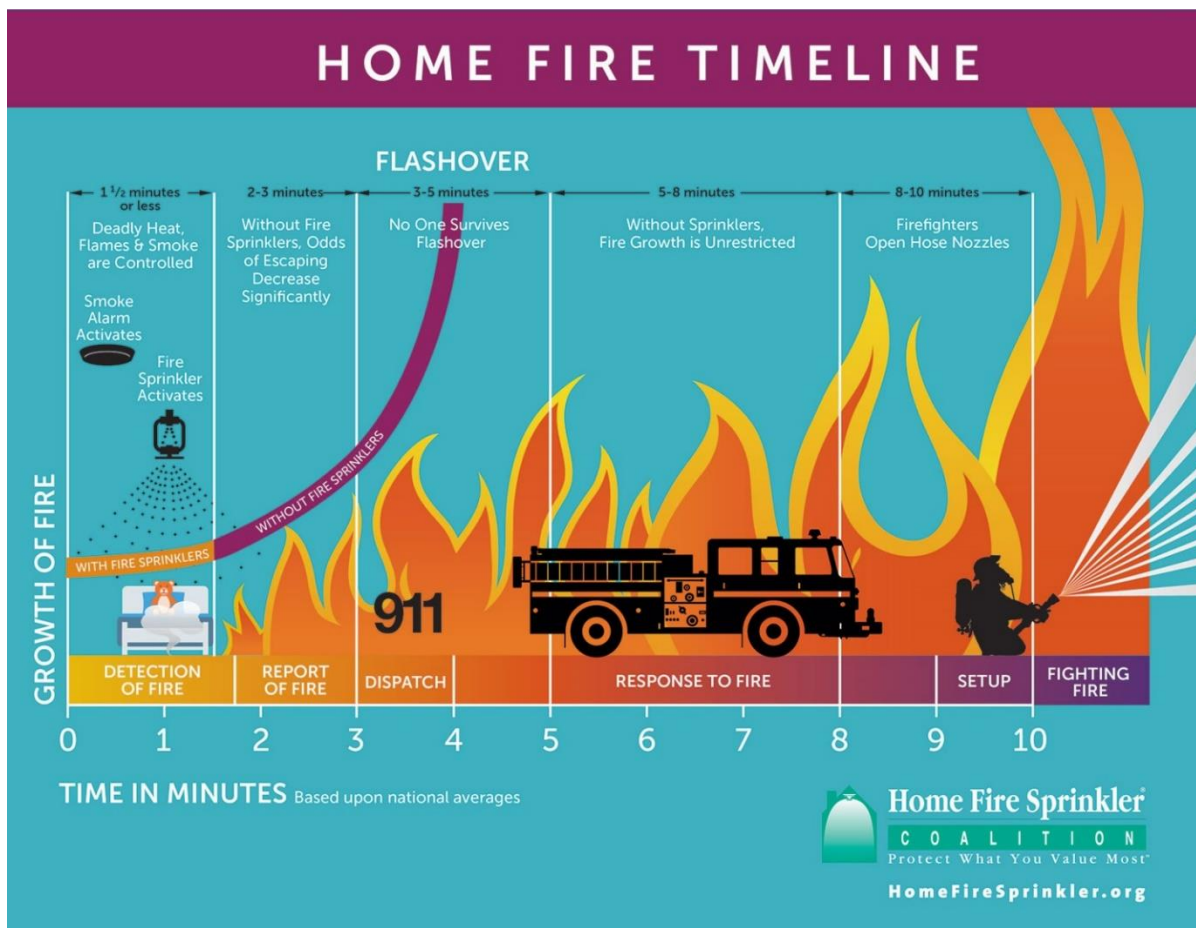 HOME FIRE TIMELINE
FLASHOVER
1 1/2 minutes
or less
2-3 minutes
3-5 minutes
5-8 minutes
8-10 minutes
Deadly Heat,
Flames & Smoke
are Controlled
Without Fire
Sprinklers, Odds
of Escaping
Decrease
Significantly
No One Survives
Flashover
Without Sprinklers,
Fire Growth is Unrestricted
Firefighters
Open Hose Nozzles
Smoke
Alarm
Activates
Fire
Sprinkler
Activates
GROWTH OF FIRE
WITH FIRE SPRINKLERS
WITHOUT FIRE SPRINKLERS
911
DETECTION
OF FIRE
REPORT
OF FIRE
DISPATCH
RESPONSE TO FIRE
SETUP
FIGHTING
FIRE
0 1 2 3 4 5 6 7 8 9 10
TIME IN MINUTES Based upon national averages
Home Fire Sprinkler®
COALITION
Protect What You Value Most™
HomeFireSprinkler.org